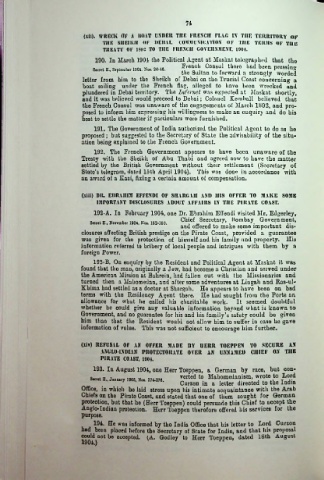 74
(xii) WRECK OF A BOAT UNDER THE FRENCH FLAG IN THE TERRITORY OF
THE SHEIKH OF DEBAI. COMMUNICATION OF THE TERMS OF THE
TREATY OF TO THE FRENCH GOVERNMENT, 1904.
190. In March 1904 the Political Agent at Maskat telegraphed that the
French Consul there had been pressing
the Sultan to forward a strongly worded
letter from him to the Sheikh of Debai on the Trucial Coast concerning a
boat sailing under the French flag, alleged to have been wrecked and
plundered in Debai territory. The Infernet was expected at Maskat shortly,
and it was believed would proceed to Debai; Colonel Kemball believed that
the French Consul was unaware of the engagements of March 1892, and pro-
posed to inform him expressing his willingness to make an enquiry and do his
best to settle the matter if particulars were furnished.
191. The Government of India authorised the Political Agent to do as he
proposed; but suggested to the Secretary of State the advisability of the situ-
ation being explained to the French Government.
192. The French Government appears to have been unaware of the
Treaty with the Sheikh of Abu Thabi and agreed now to have the matter
settled by the British Government without their settlement (Secretary of
State's telegram, dated 15th April 1904). This was done in accordance with
an award of a Kazi, fixing a certain amount of compensation.
(xiii) DR. EBRAHIM EFFENDI OF SHARGAH AND HIS OFFER TO MAKE SOME
IMPORTANT DISCLOSURES ABOUT AFFAIRS IN THE PIRATE COAST.
192-A. In February 1904, one Dr. Ebrahim Effendi visited Mr. Edgerley,
Chief Secretary, Bombay Government,
and offered to make some important dis-
closures affecting British prestige on the Pirate Coast, provided a guarantee
was given for the protection of himself and his family and property. His
information referred to bribery of local people and intrigues with them by a
foreign Power.
192-B. On enquiry by the Resident and Political Agent at Maskat it was
found that the man, originally a Jew, had become a Christian and served under
the American Mission at Bahrein, had fallen out with the Missionaries and
turned then a Mahomedan, and after some adventures at Lingah and Ras-el-
Khima had settled as a doctor at Shargah. He appears to have been on bad
terms with the Residency Agent there. He had sought from the Porte an
allowance for what he called his charitable work. It seemed doubtful
whether he could give any valuable information beyond what is known to
Government, and no guarantee for his and his family's safety could be given
him than that the Resident would not allow him to suffer in case he gave
information of value. This was not sufficient to encourage him further.
(xiv) REFUSAL OF AN OFFER MADE BY HERR TOEPPEN TO SECURE AN
ANGLO-INDIAN PROTECTORATE OVER AN UNNAMED CHIEF ON THE
PIRATE COAST, 1904.
193. In August 1904, one Herr Toeppen, a German by race, but con-
verted to Mahomedanism, wrote to Lord
Curzon in a letter directed to the India
Office, in which he laid stress upon his intimate acquaintance with the Arab
Chiefs on the Pirate Coast, and stated that one of them sought for German
protection, but that he (Herr Toeppen) could persuade this Chief to accept the
Anglo-Indian protection. Herr Toeppen therefore offered his services for the
purpose.
194. He was informed by the India Office that his letter to Lord Curzon
had been placed before the Secretary of State for India, and that his proposal
could not be accepted. (A. Godley to Herr Toeppen, dated 16th August
1904.)